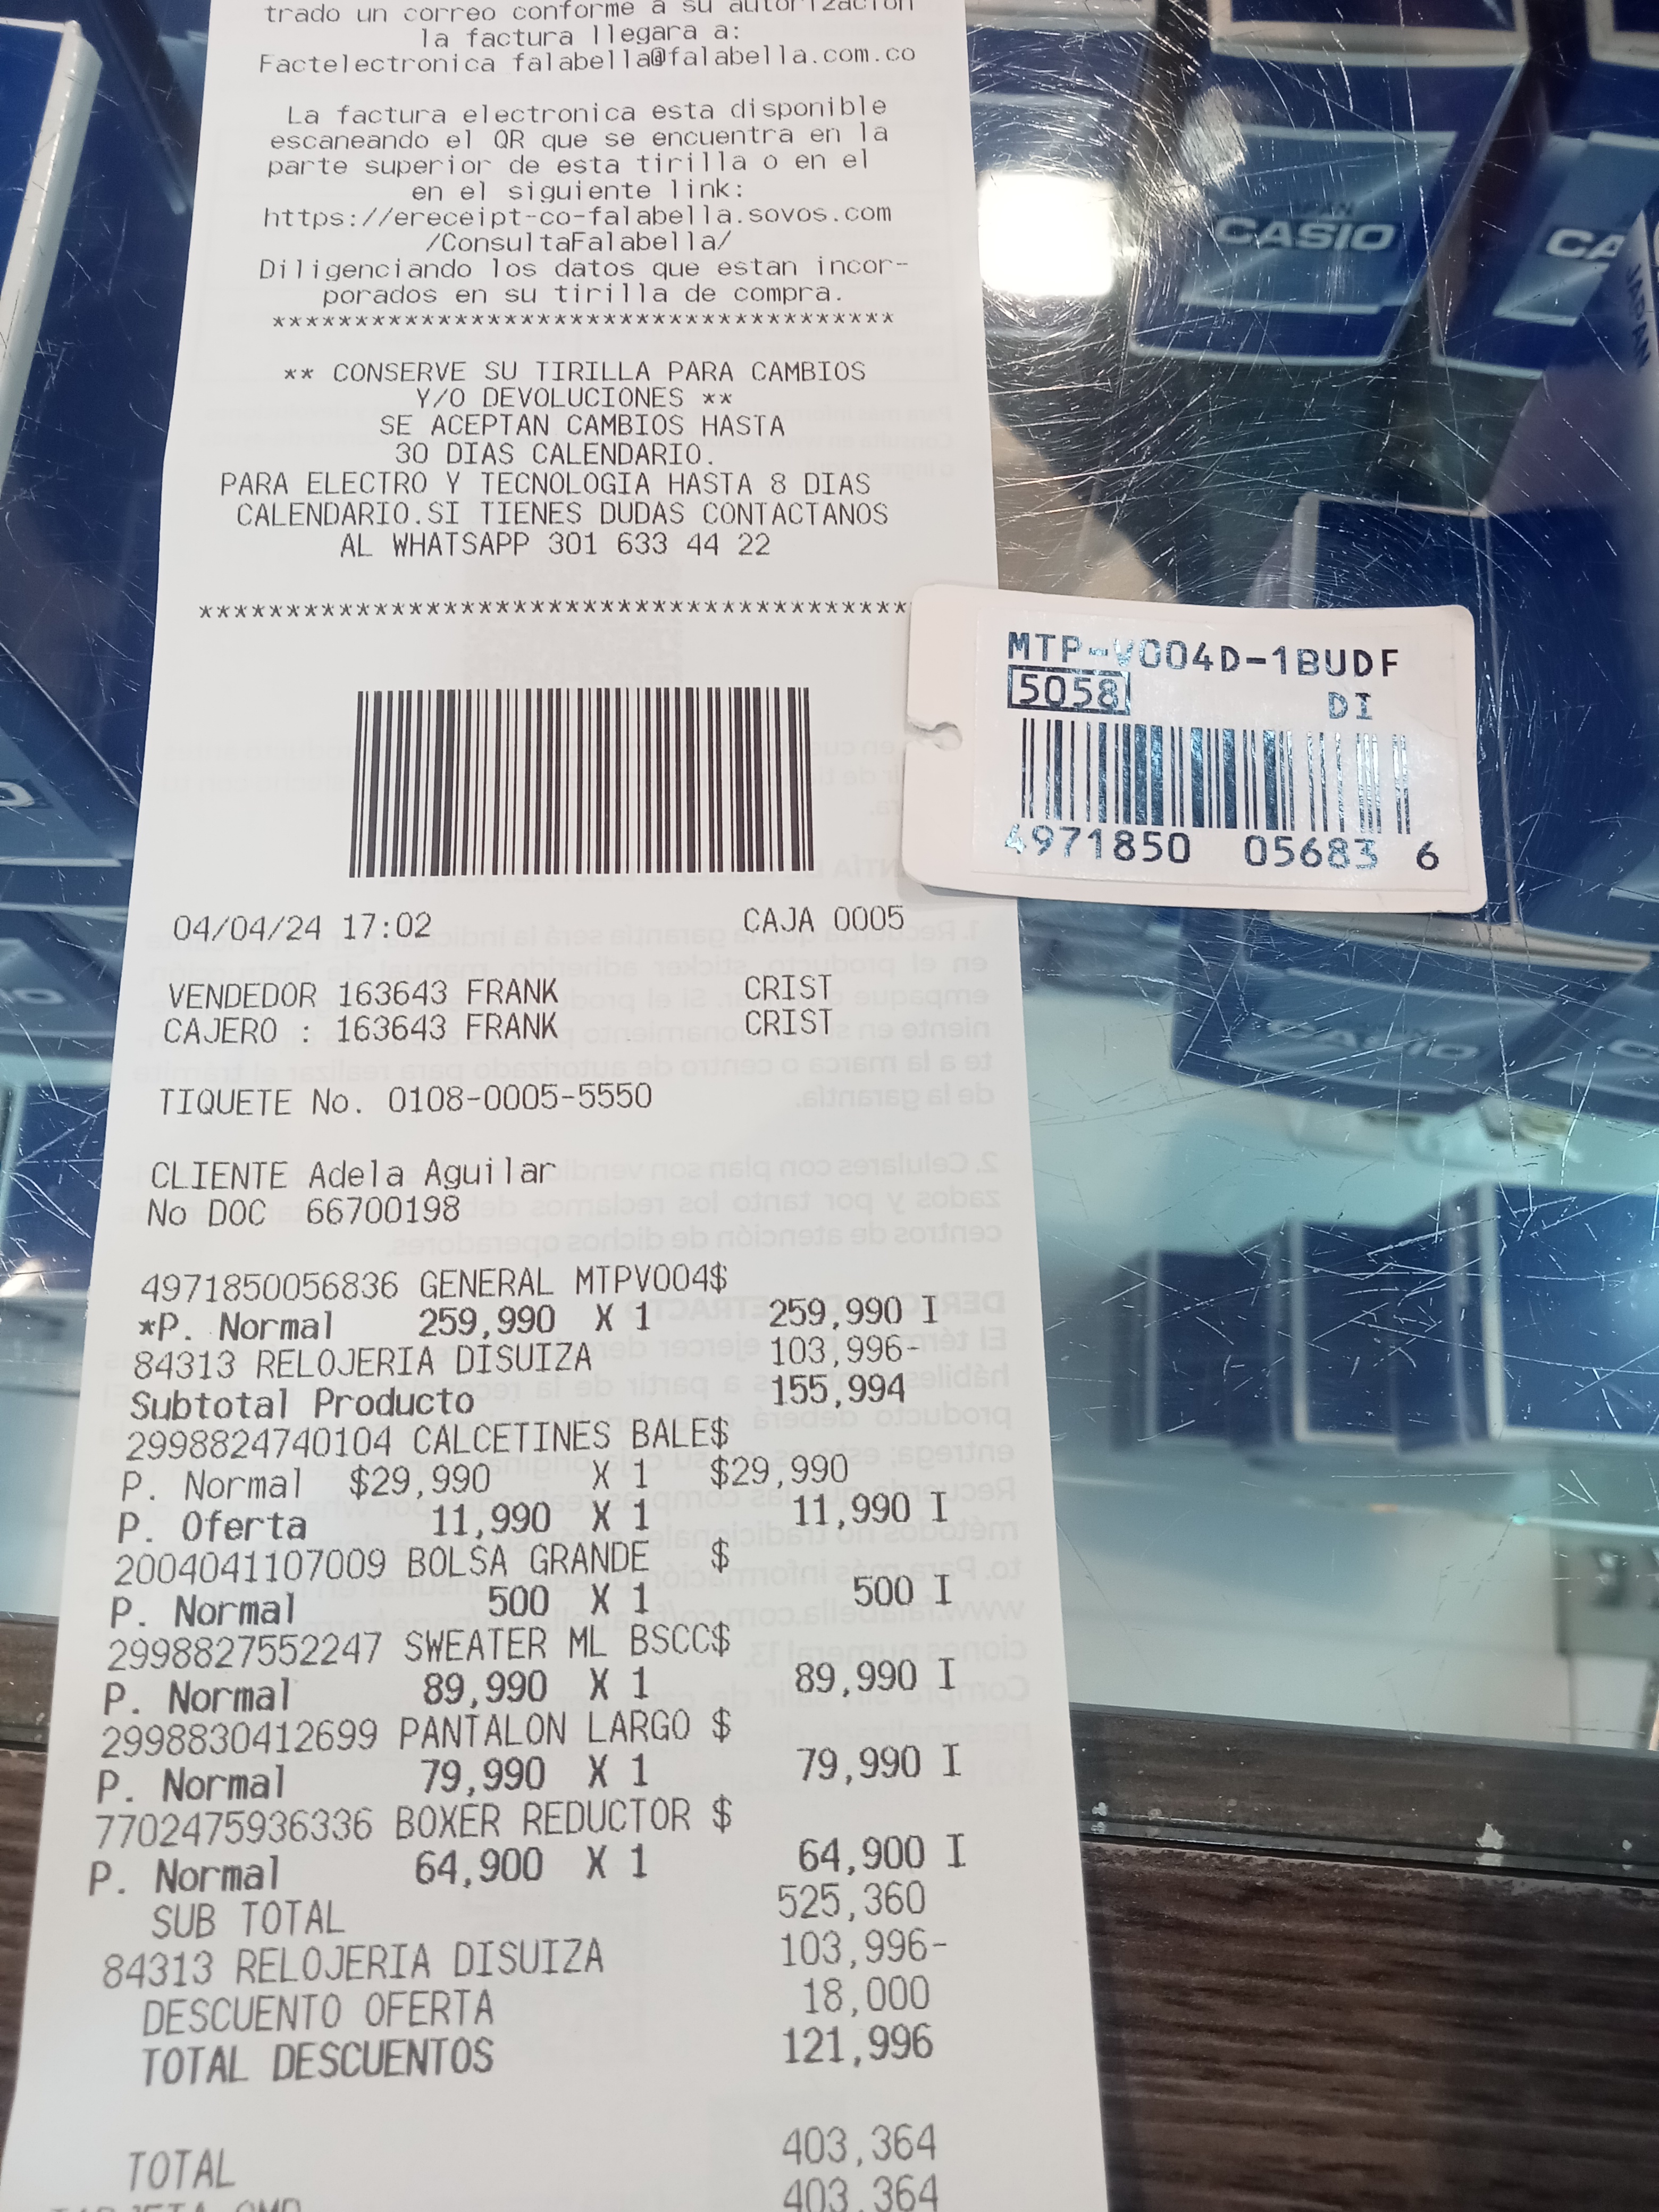 trado un correo conforme a su autorizacion
la factura llegara a:
Factelectronica falabella@falabella.com.co
La factura electronica esta disponible
escaneando el QR que se encuentra en la
parte superior de esta tirilla o en el
en el siguiente link:
https://ereceipt-co-falabella.sovos.com
/ConsultaFalabella/
Diligenciando los datos que estan incor-
porados en su tirilla de compra.
**************************************
** CONSERVE SU TIRILLA PARA CAMBIOS
Y/O DEVOLUCIONES **
SE ACEPTAN CAMBIOS HASTA
30 DIAS CALENDARIO.
PARA ELECTRO Y TECNOLOGIA HASTA 8 DIAS
CALENDARIO.SI TIENES DUDAS CONTACTANOS
AL WHATSAPP 301 633 44 22
******************************************
04/04/24 17:02 CAJA 0005
VENDEDOR 163643 FRANK CRIST
CAJERO : 163643 FRANK CRIST
TIQUETE No. 0108-0005-5550
CLIENTE Adela Aguilar
No DOC 66700198
4971850056836 GENERAL MTPV004$
*P. Normal 259,990 X 1 259,990 I
84313 RELOJERIA DISUIZA 103,996-
Subtotal Producto 155,994
2998824740104 CALCETINES BALE$
P. Normal $29,990 X 1 $29,990
P. Oferta 11,990 X 1 11,990 I
2004041107009 BOLSA GRANDE $
P. Normal 500 X 1 500 I
2998827552247 SWEATER ML BSCC$
P. Normal 89,990 X 1 89,990 I
2998830412699 PANTALON LARGO $
P. Normal 79,990 X 1 79,990 I
7702475936336 BOXER REDUCTOR $
P. Normal 64,900 X 1 64,900 I
SUB TOTAL 525,360
84313 RELOJERIA DISUIZA 103,996-
DESCUENTO OFERTA 18,000
TOTAL DESCUENTOS 121,996
TOTAL 403,364
403,364
MTP-V004D-1BUDF
5058 DI
4971850 05683 6
CASIO
CA
JAPAN
CASIO